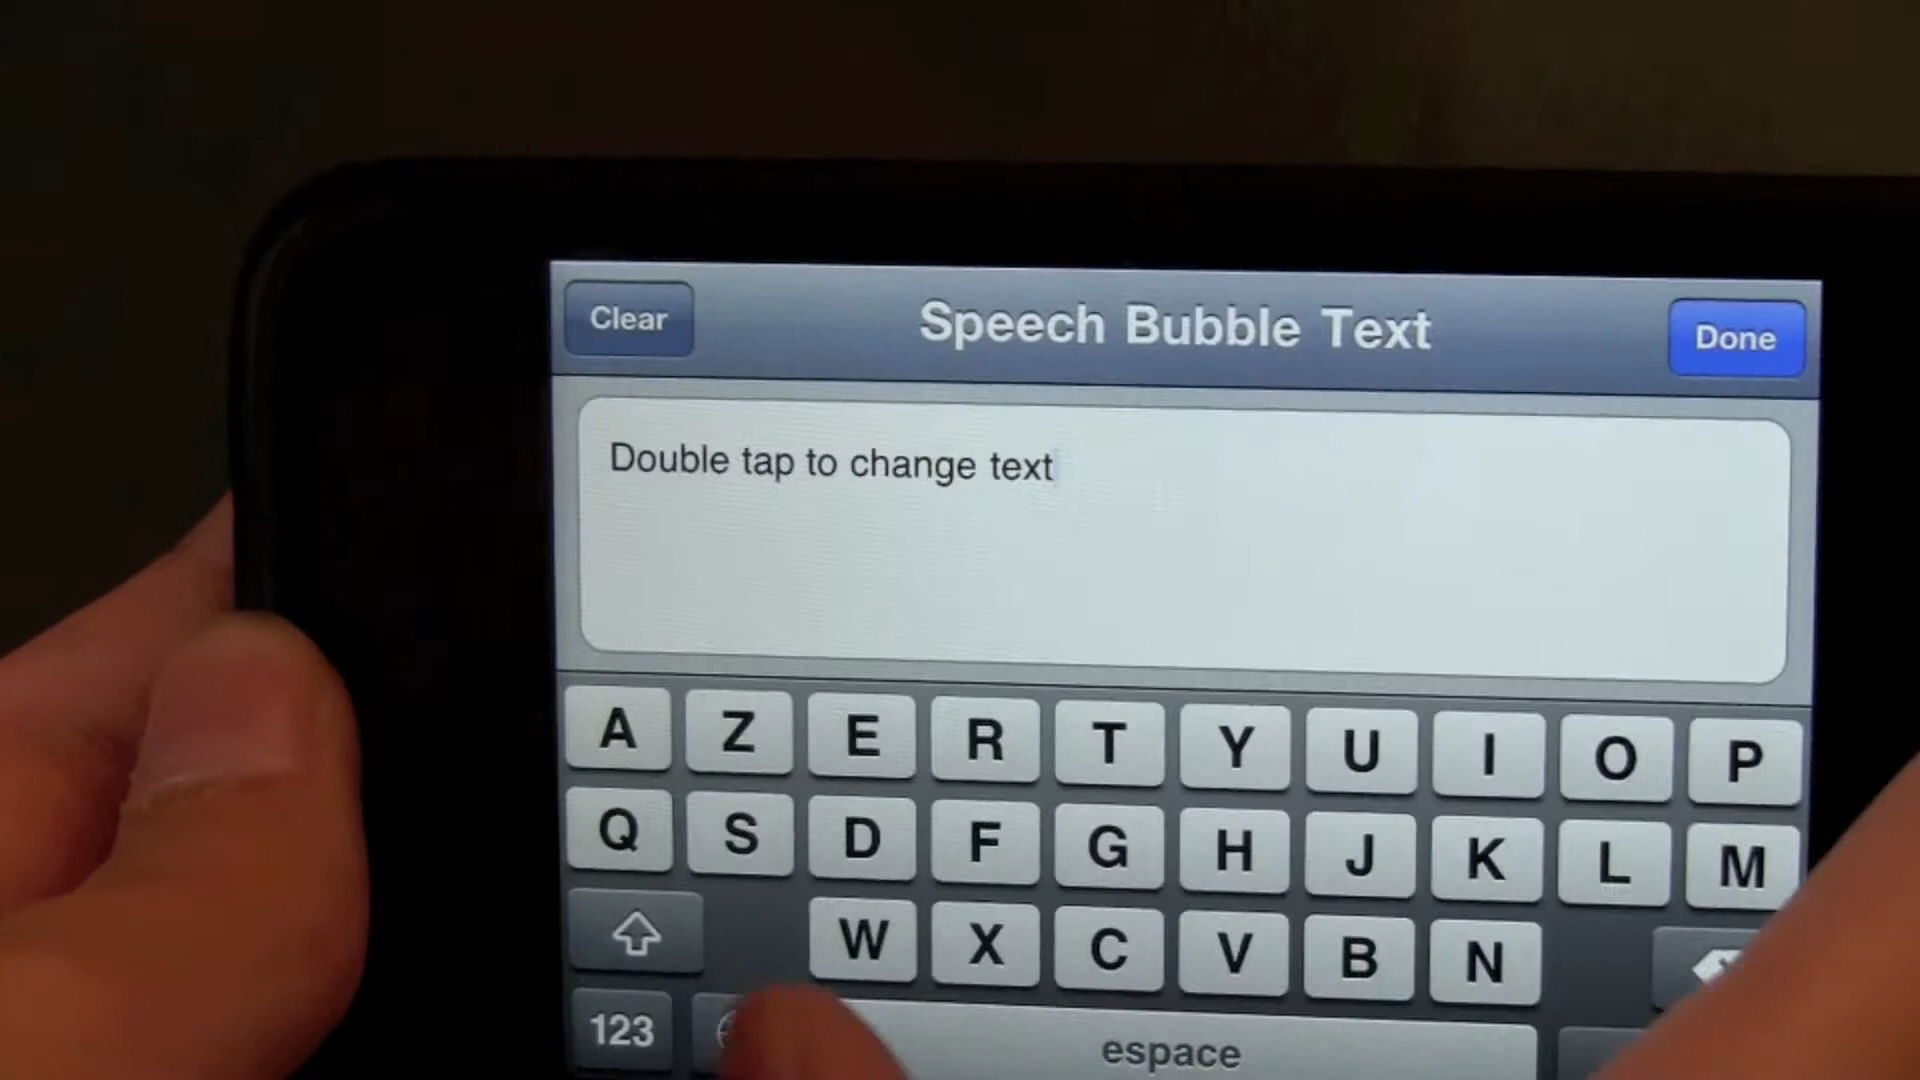 Clear Speech Bubble Text Done
Double tap to change text
A Z E R T Y U I O P
Q S D F G H J K L M
W X C V B N
123 espace